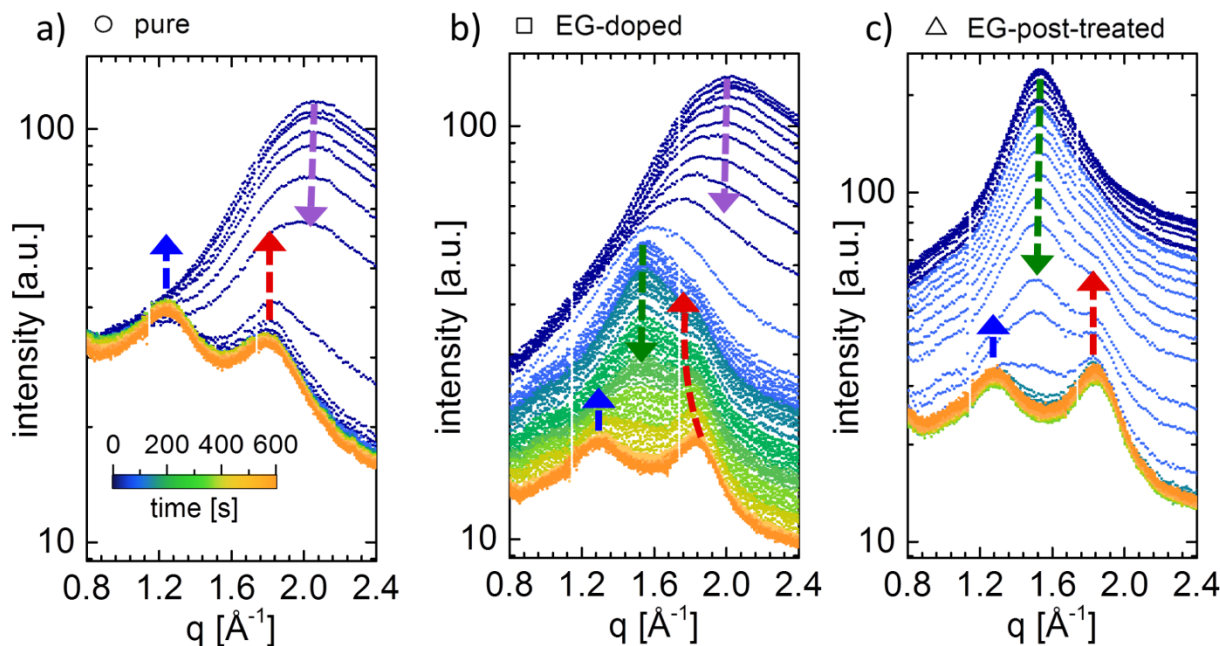 a) ○ pure
b) □ EG-doped
c) △ EG-post-treated
intensity [a.u.]
100
10
0 200 400 600
time [s]
0.8 1.2 1.6 2.0 2.4
q [Å⁻¹]
intensity [a.u.]
100
10
0.8 1.2 1.6 2.0 2.4
q [Å⁻¹]
intensity [a.u.]
100
10
0.8 1.2 1.6 2.0 2.4
q [Å⁻¹]